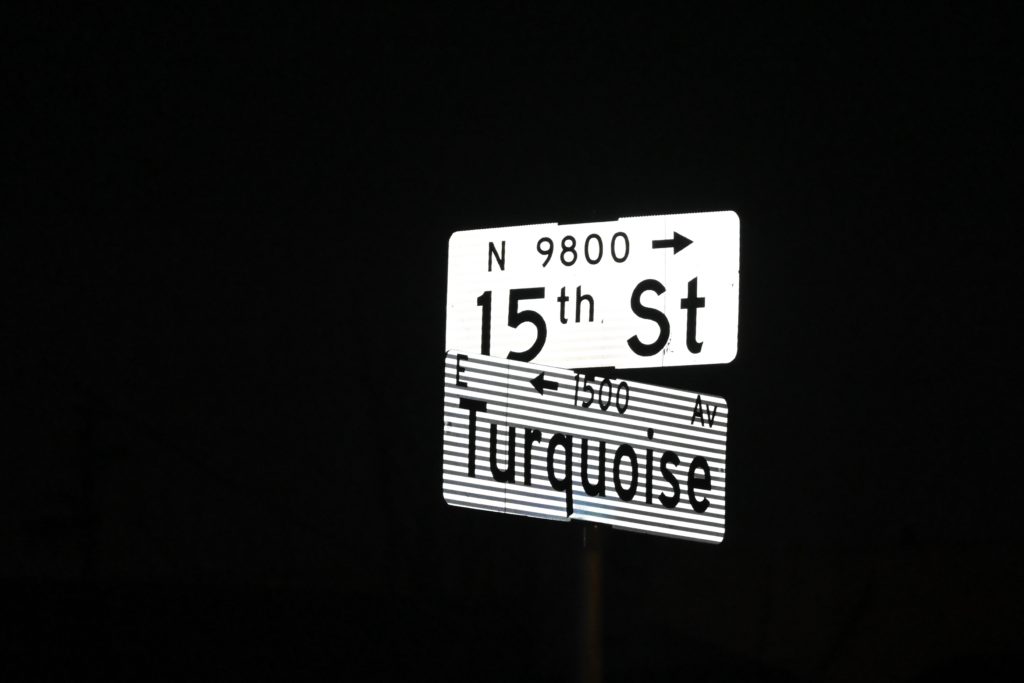 N 9800 →
15th St
E ← 1500 AV
Turquoise